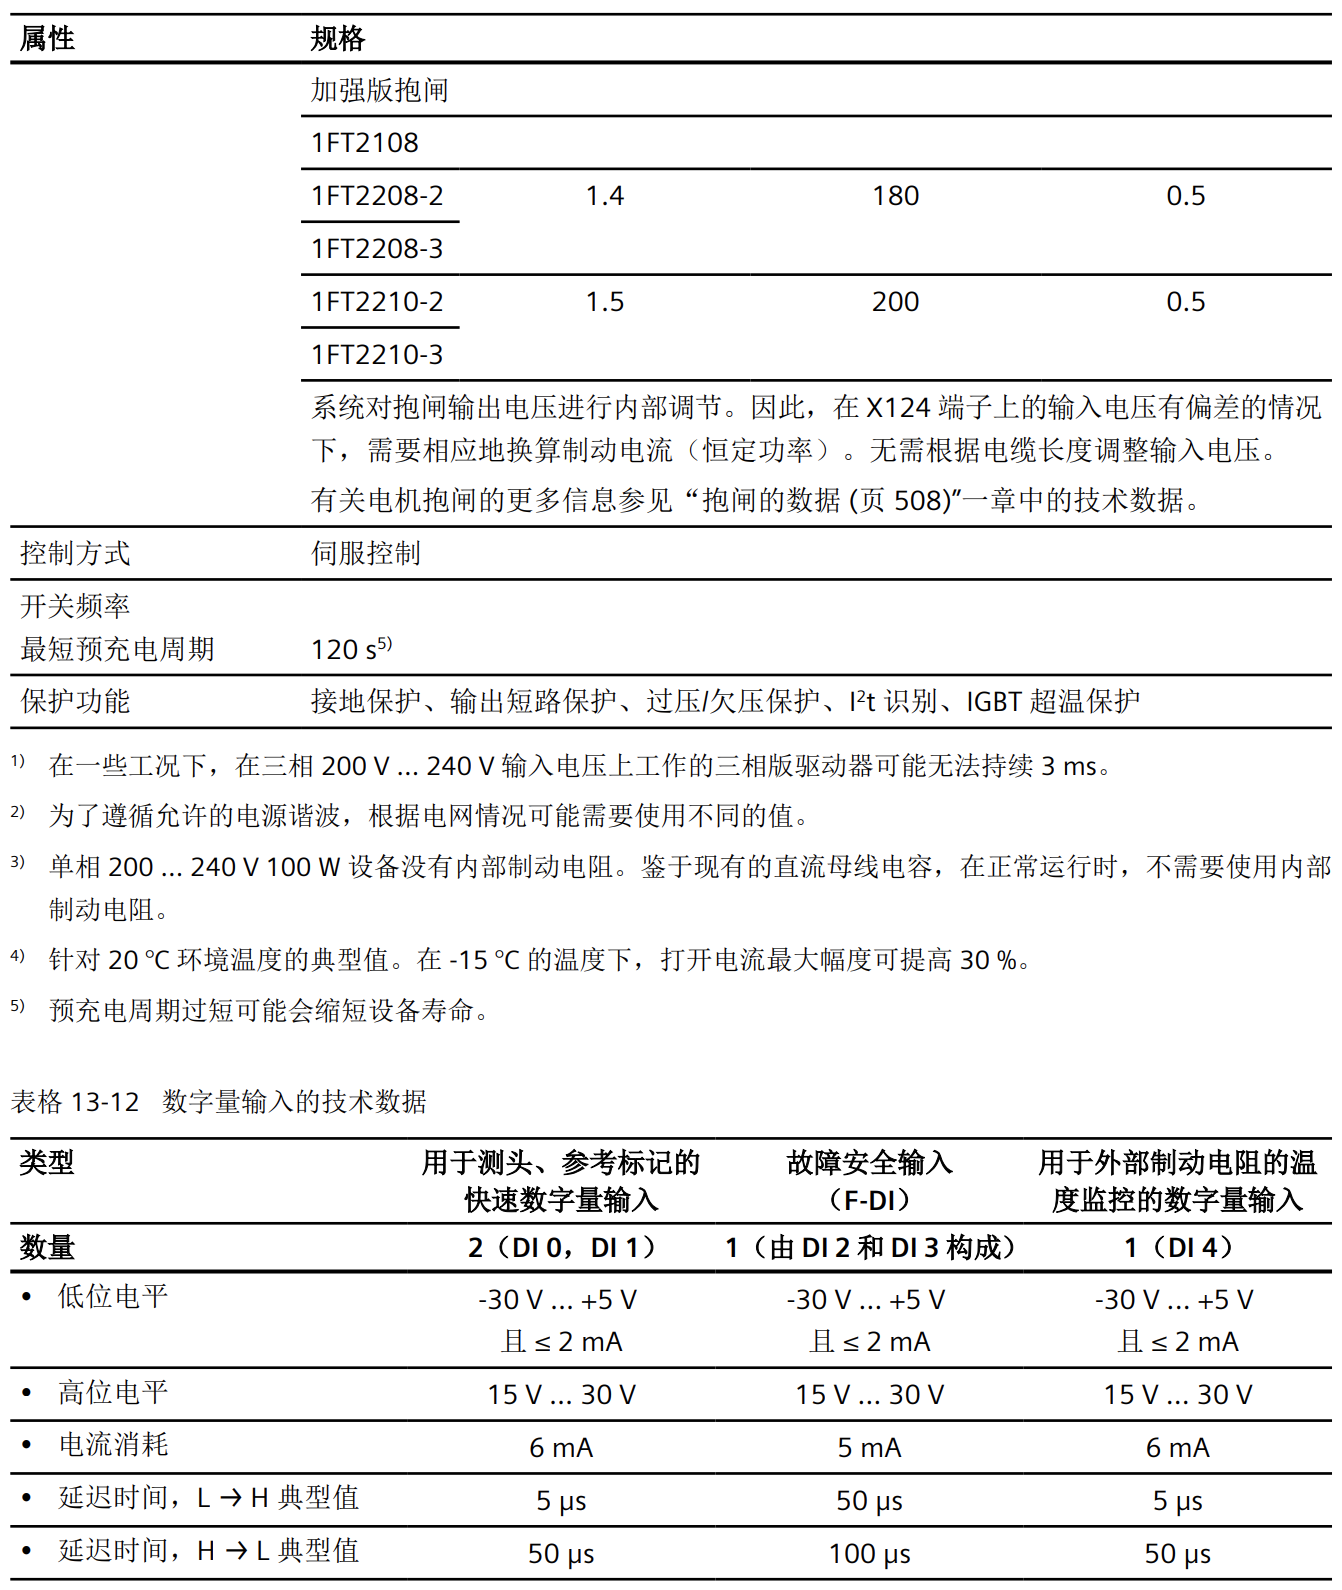 属性 规格
加强版抱闸
1FT2108
1FT2208-2 1.4 180 0.5
1FT2208-3
1FT2210-2 1.5 200 0.5
1FT2210-3
系统对抱闸输出电压进行内部调节。因此，在 X124 端子上的输入电压有偏差的情况
下，需要相应地换算制动电流（恒定功率）。无需根据电缆长度调整输入电压。
有关电机抱闸的更多信息参见“抱闸的数据 (页 508)”一章中的技术数据。
控制方式 伺服控制
开关频率
最短预充电周期 120 s5)
保护功能 接地保护、输出短路保护、过压/欠压保护、I²t 识别、IGBT 超温保护
1) 在一些工况下，在三相 200 V ... 240 V 输入电压上工作的三相版驱动器可能无法持续 3 ms。
2) 为了遵循允许的电源谐波，根据电网情况可能需要使用不同的值。
3) 单相 200 ... 240 V 100 W 设备没有内部制动电阻。鉴于现有的直流母线电容，在正常运行时，不需要使用内部
制动电阻。
4) 针对 20 °C 环境温度的典型值。在 -15 °C 的温度下，打开电流最大幅度可提高 30 %。
5) 预充电周期过短可能会缩短设备寿命。
表格 13-12 数字量输入的技术数据
类型 用于测头、参考标记的 故障安全输入 用于外部制动电阻的温
快速数字量输入 （F-DI） 度监控的数字量输入
数量 2（DI 0，DI 1） 1（由 DI 2 和 DI 3 构成） 1（DI 4）
• 低位电平 -30 V ... +5 V -30 V ... +5 V -30 V ... +5 V
且 ≤ 2 mA 且 ≤ 2 mA 且 ≤ 2 mA
• 高位电平 15 V ... 30 V 15 V ... 30 V 15 V ... 30 V
• 电流消耗 6 mA 5 mA 6 mA
• 延迟时间，L → H 典型值 5 μs 50 μs 5 μs
• 延迟时间，H → L 典型值 50 μs 100 μs 50 μs